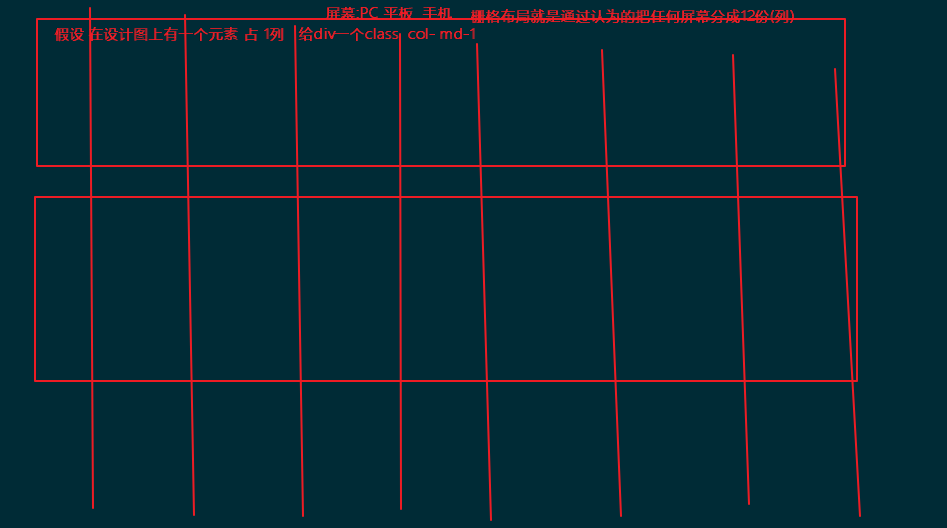 屏幕:PC 平板 手机 栅格布局就是通过认为的把任何屏幕分成12份(列)
假设 在设计图上有一个元素 占 1列 给div一个class col- md-1